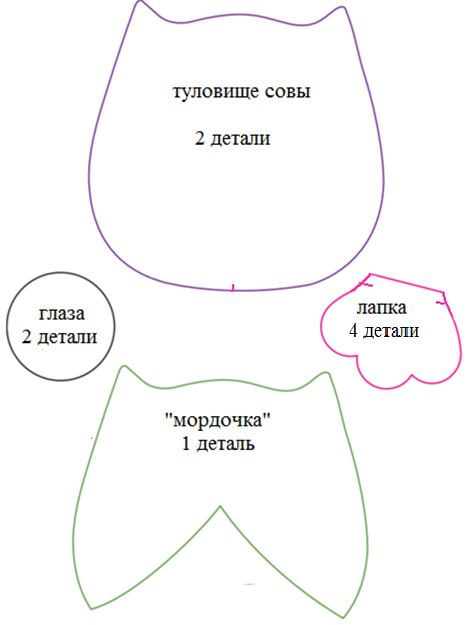 туловище совы
2 детали
глаза
2 детали
лапка
4 детали
"мордочка"
1 деталь